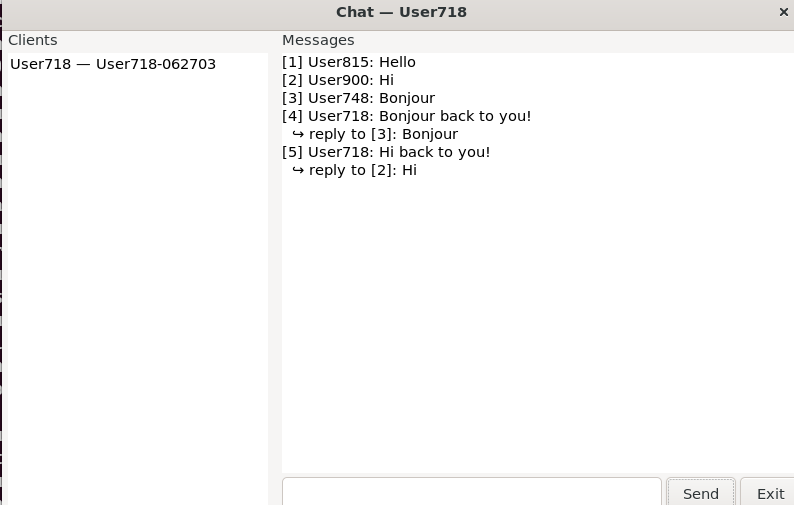 Chat — User718 ×
Clients
User718 — User718-062703
Messages
[1] User815: Hello
[2] User900: Hi
[3] User748: Bonjour
[4] User718: Bonjour back to you!
↪ reply to [3]: Bonjour
[5] User718: Hi back to you!
↪ reply to [2]: Hi
Send
Exit